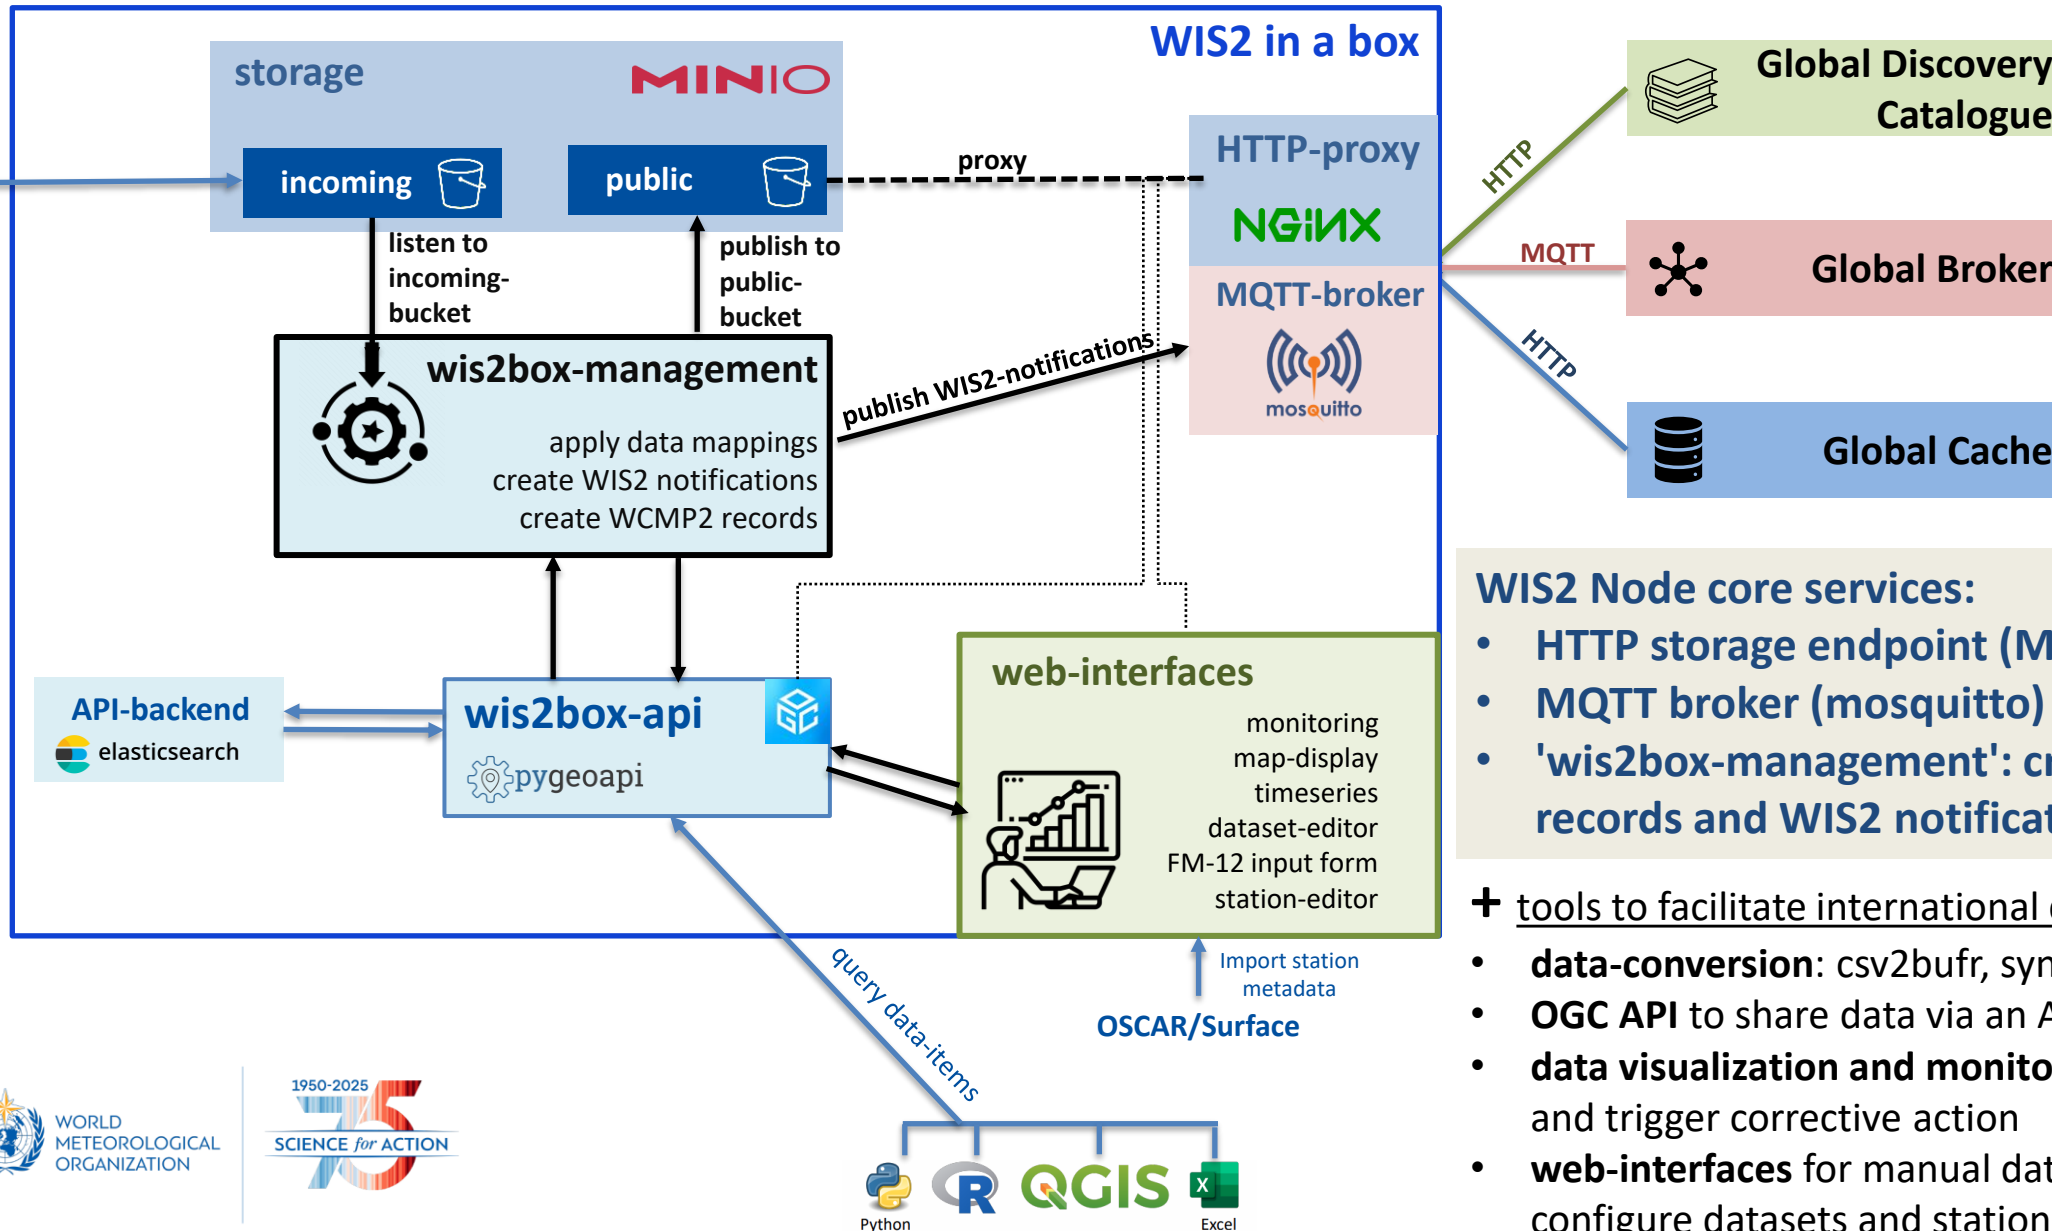 WIS2 in a box
storage
MINIO
incoming
public
proxy
listen to
incoming-
bucket
publish to
public-
bucket
HTTP-proxy
NGINX
MQTT-broker
mosquitto
wis2box-management
apply data mappings
create WIS2 notifications
create WCMP2 records
publish WIS2-notifications
HTTP
MQTT
HTTP
Global Discovery
Catalogue
Global Broker
Global Cache
API-backend
elasticsearch
wis2box-api
pygeoapi
OGC
web-interfaces
monitoring
map-display
timeseries
dataset-editor
FM-12 input form
station-editor
Import station
metadata
OSCAR/Surface
query data-items
Python
R
QGIS
X
Excel
WIS2 Node core services:
• HTTP storage endpoint (M
• MQTT broker (mosquitto)
• 'wis2box-management': cr
records and WIS2 notificat
+ tools to facilitate international
• data-conversion: csv2bufr, syn
• OGC API to share data via an A
• data visualization and monito
and trigger corrective action
• web-interfaces for manual dat
configure datasets and station
WORLD
METEOROLOGICAL
ORGANIZATION
1950-2025
75
SCIENCE for ACTION